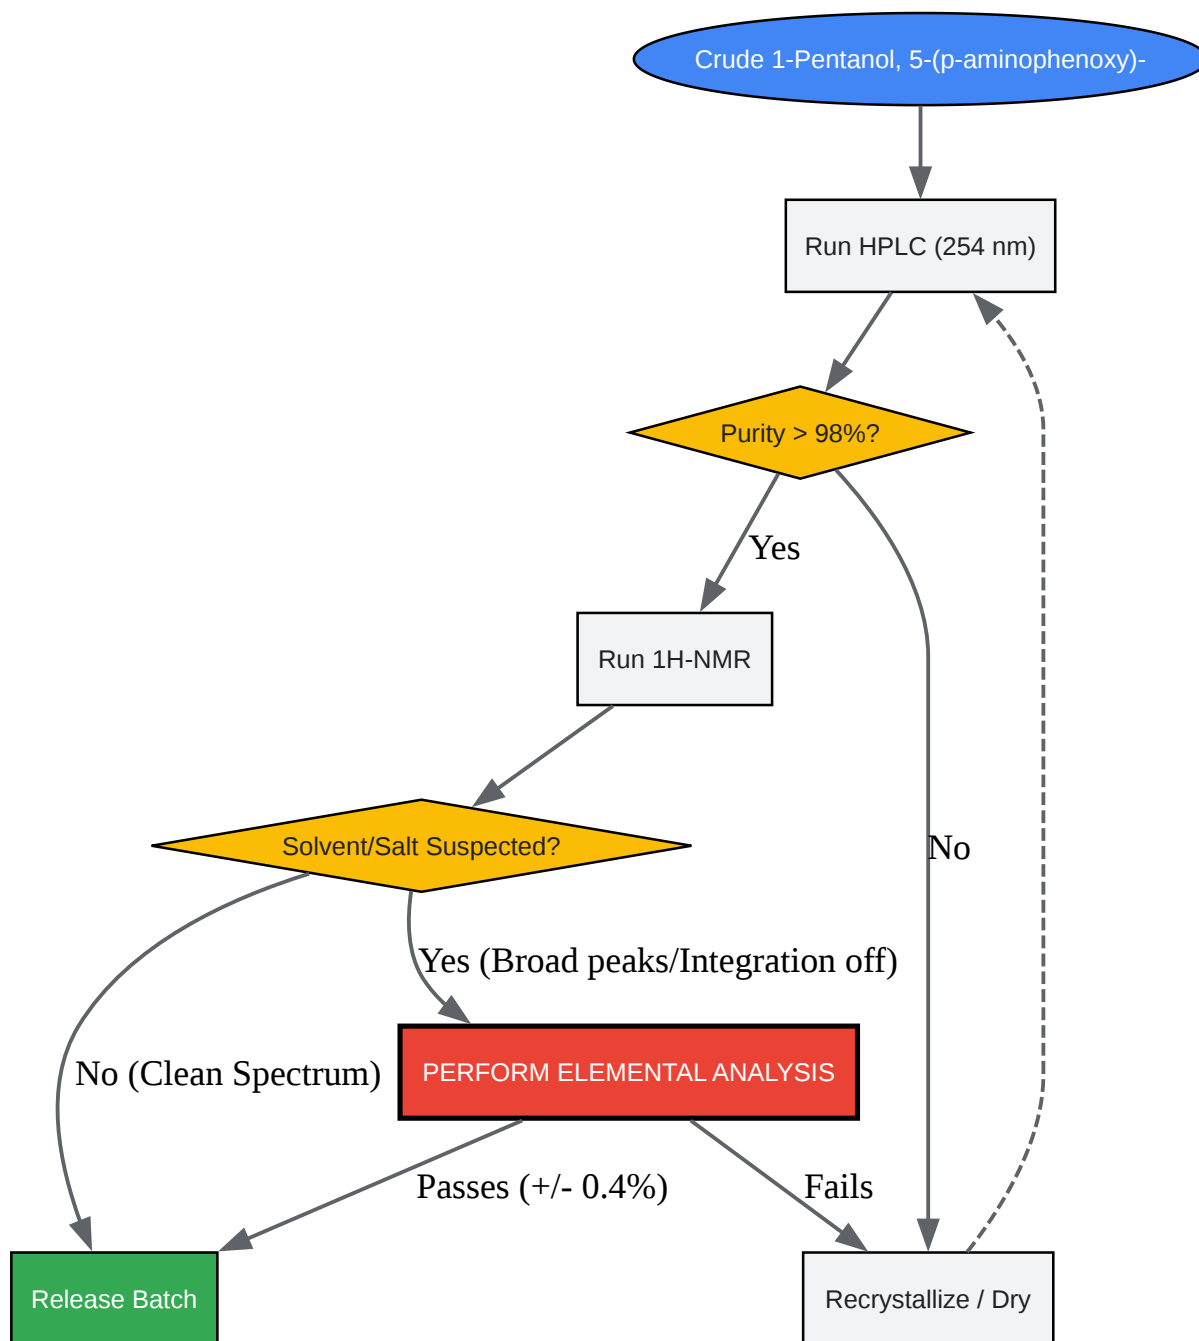 Crude 1-Pentanol, 5-(p-aminophenoxy)-
Run HPLC (254 nm)
Purity > 98%?
Yes
Run 1H-NMR
Solvent/Salt Suspected?
No
Yes (Broad peaks/Integration off)
No (Clean Spectrum)
PERFORM ELEMENTAL ANALYSIS
Passes (+/- 0.4%)
Fails
Release Batch
Recrystallize / Dry